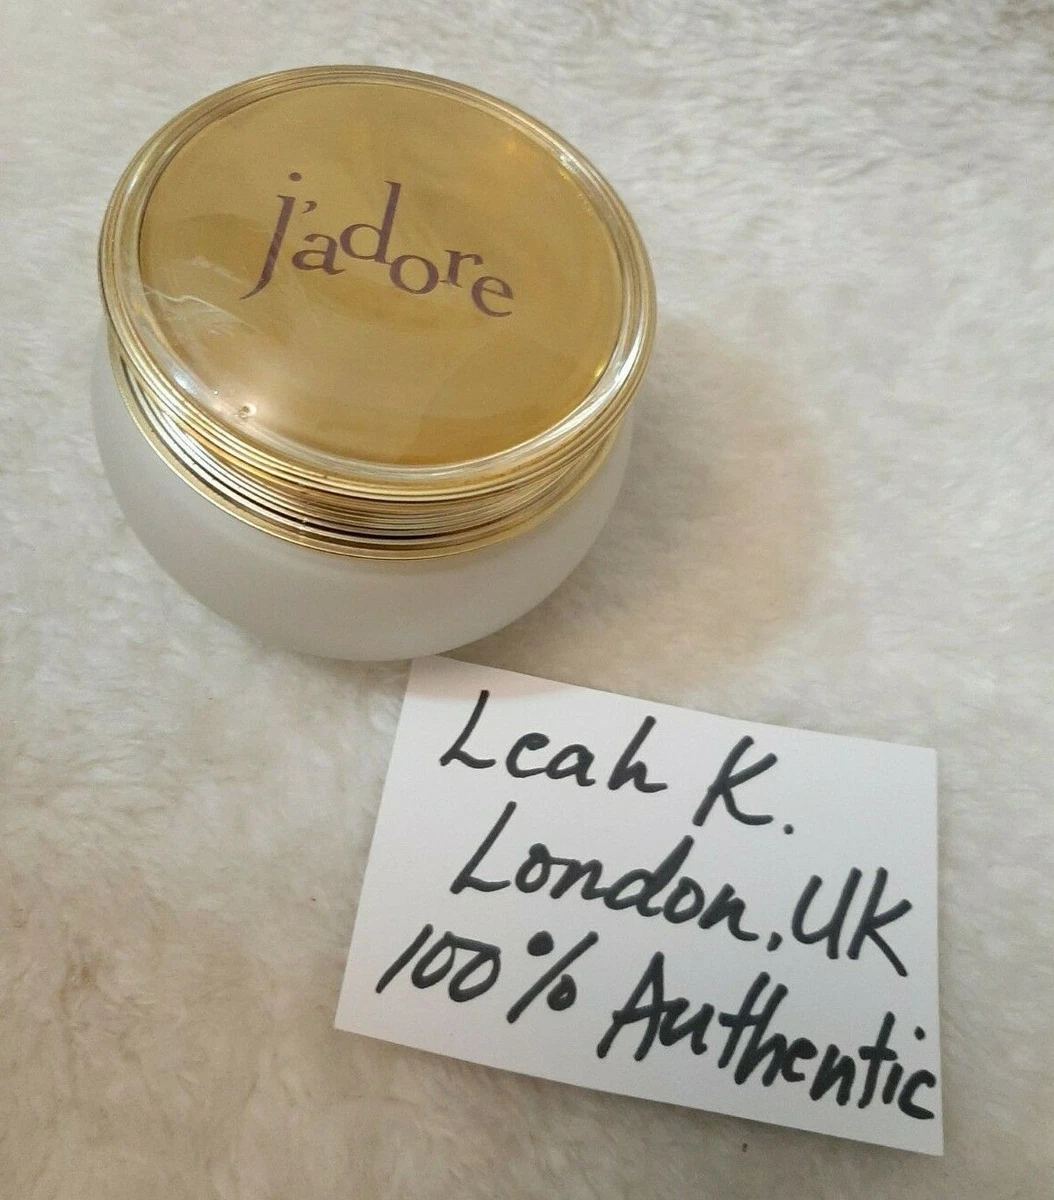 j'adore
Leah K.
London, UK
100% Authentic